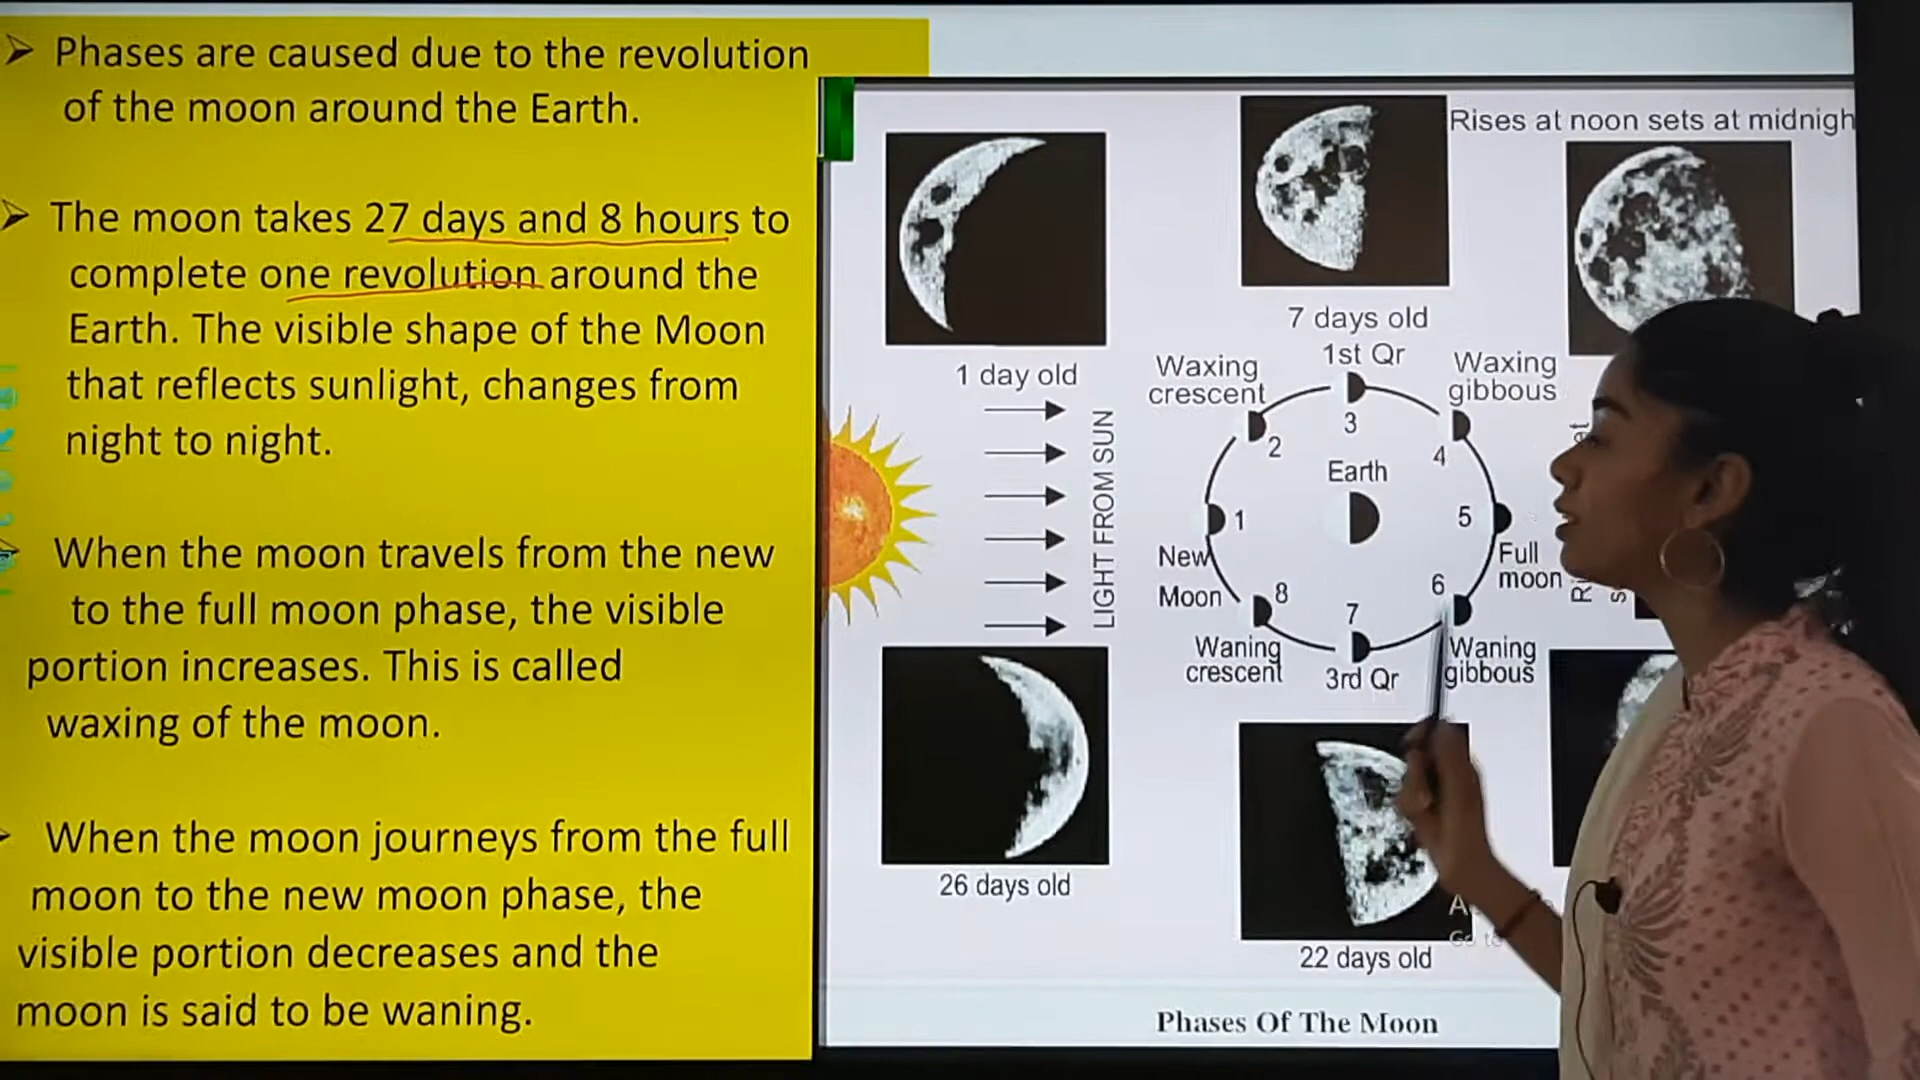 Phases are caused due to the revolution
of the moon around the Earth.
The moon takes 27 days and 8 hours to
complete one revolution around the
Earth. The visible shape of the Moon
that reflects sunlight, changes from
night to night.
When the moon travels from the new
to the full moon phase, the visible
portion increases. This is called
waxing of the moon.
When the moon journeys from the full
moon to the new moon phase, the
visible portion decreases and the
moon is said to be waning.
Rises at noon sets at midnigh
1 day old
7 days old
1st Qr
Waxing
crescent
Waxing
gibbous
2
3
4
Earth
LIGHT FROM SUN
1
5
New
Moon
Full
moon
8
7
6
Waning
crescent
3rd Qr
Waning
gibbous
26 days old
22 days old
Phases Of The Moon